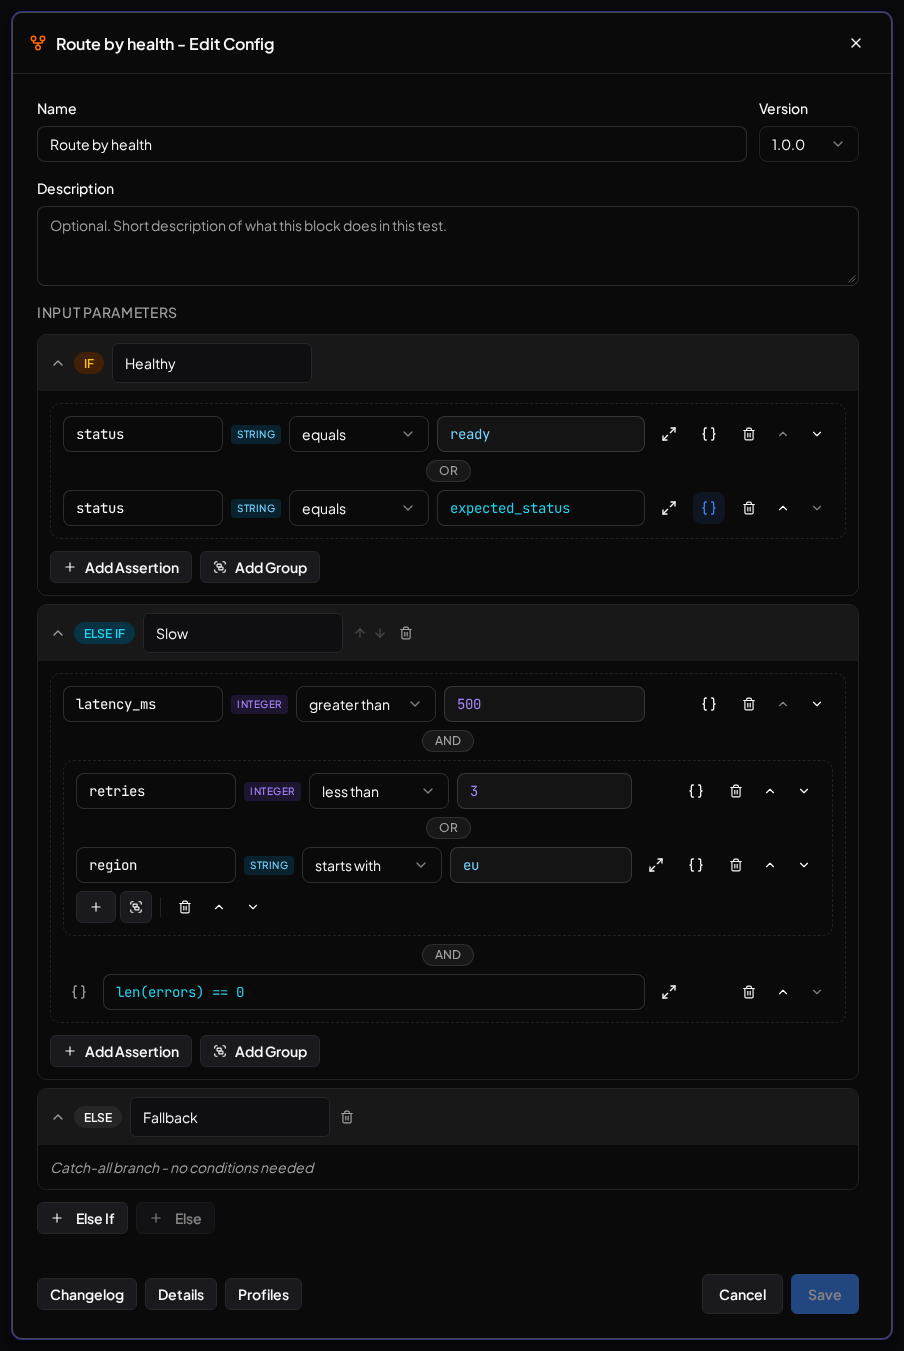 Route by health - Edit Config
Name
Version
Route by health
1.0.0
Description
Optional. Short description of what this block does in this test.
INPUT PARAMETERS
IF
Healthy
status STRING equals ready { }
OR
status STRING equals expected_status { }
+ Add Assertion Add Group
ELSE IF Slow
latency_ms INTEGER greater than 500 { }
AND
retries INTEGER less than 3 { }
OR
region STRING starts with eu { }
+
AND
{ } len(errors) == 0
+ Add Assertion Add Group
ELSE Fallback
Catch-all branch - no conditions needed
+ Else If + Else
Changelog Details Profiles Cancel Save